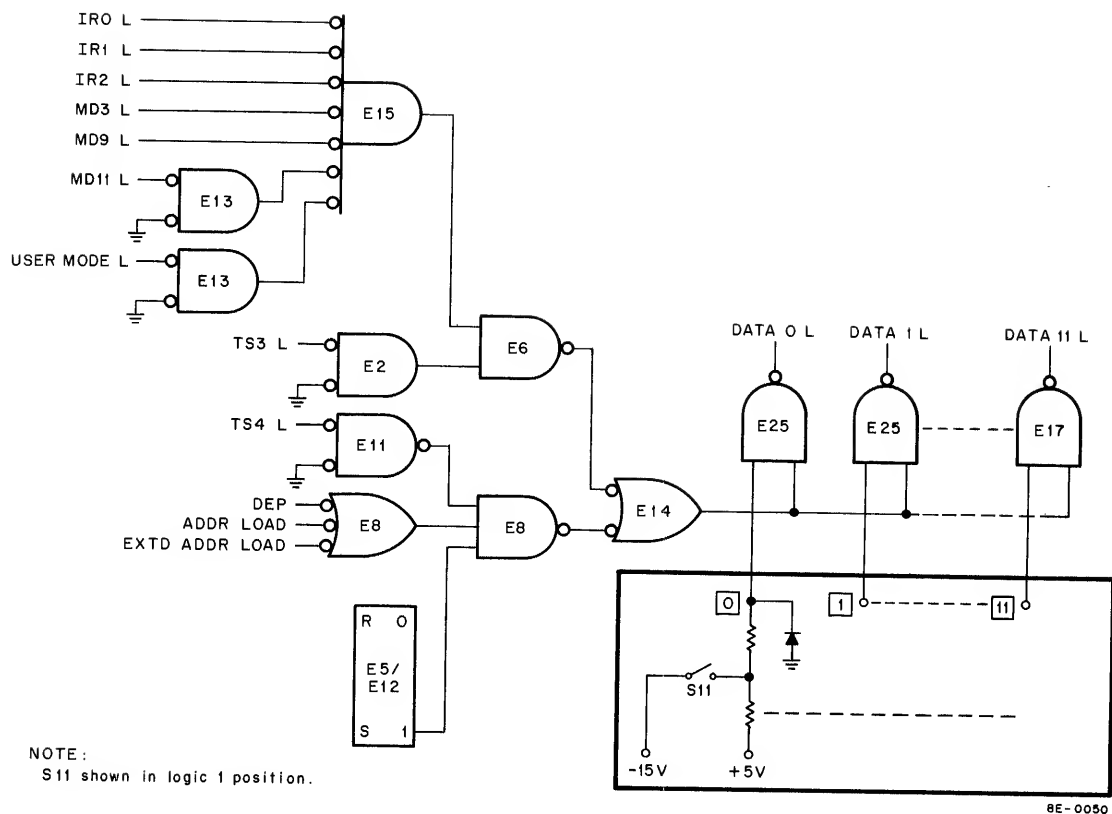 IR0 L
IR1 L
IR2 L
MD3 L
MD9 L
E15
MD11 L
E13
USER MODE L
E13
TS3 L
E2
E6
TS4 L
E11
DEP
ADDR LOAD
EXTD ADDR LOAD
E8
E8
E14
DATA 0 L
DATA 1 L
DATA 11 L
E25
E25
E17
R 0
E5/
E12
S 1
0
1
11
S11
-15V
+5V
NOTE:
S11 shown in logic 1 position.
8E-0050